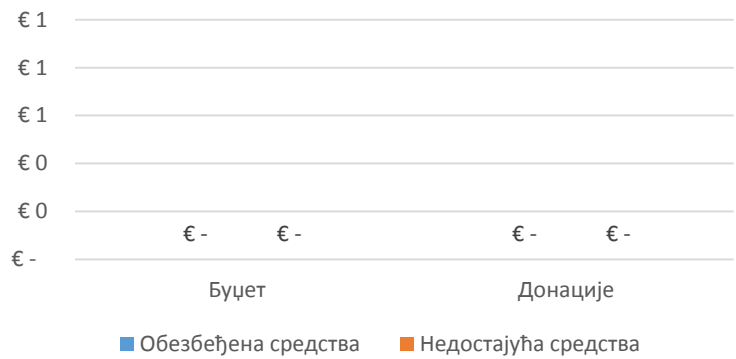 € 1
€ 1
€ 1
€ 0
€ 0
€ -
€ - € - € - € -
Буџет Донације
Обезбеђена средства Недостајућа средства